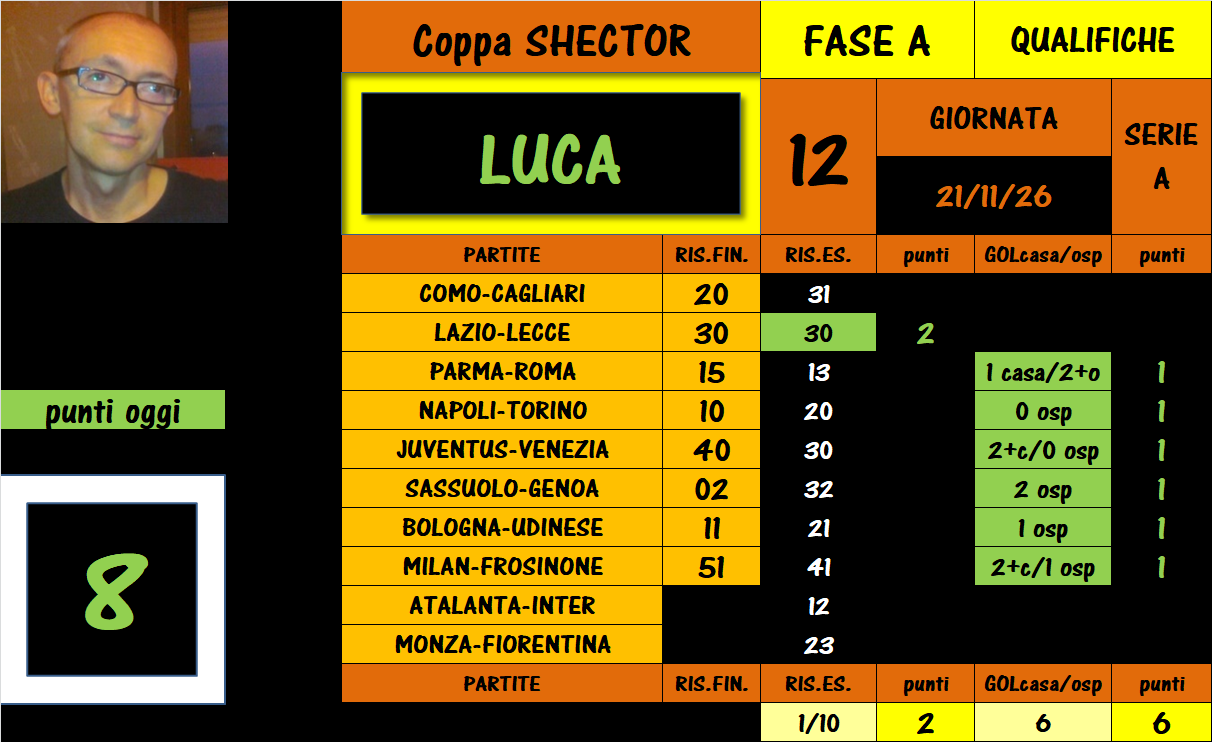 Coppa SHECTOR FASE A QUALIFICHE
LUCA 12 GIORNATA SERIE A
21/11/26
PARTITE RIS.FIN. RIS.ES. punti GOLcasa/osp punti
COMO-CAGLIARI 20 31
LAZIO-LECCE 30 30 2
PARMA-ROMA 15 13 1 casa/2+o 1
punti oggi
NAPOLI-TORINO 10 20 0 osp 1
JUVENTUS-VENEZIA 40 30 2+c/0 osp 1
SASSUOLO-GENOA 02 32 2 osp 1
BOLOGNA-UDINESE 11 21 1 osp 1
8
MILAN-FROSINONE 51 41 2+c/1 osp 1
ATALANTA-INTER 12
MONZA-FIORENTINA 23
PARTITE RIS.FIN. RIS.ES. punti GOLcasa/osp punti
1/10 2 6 6